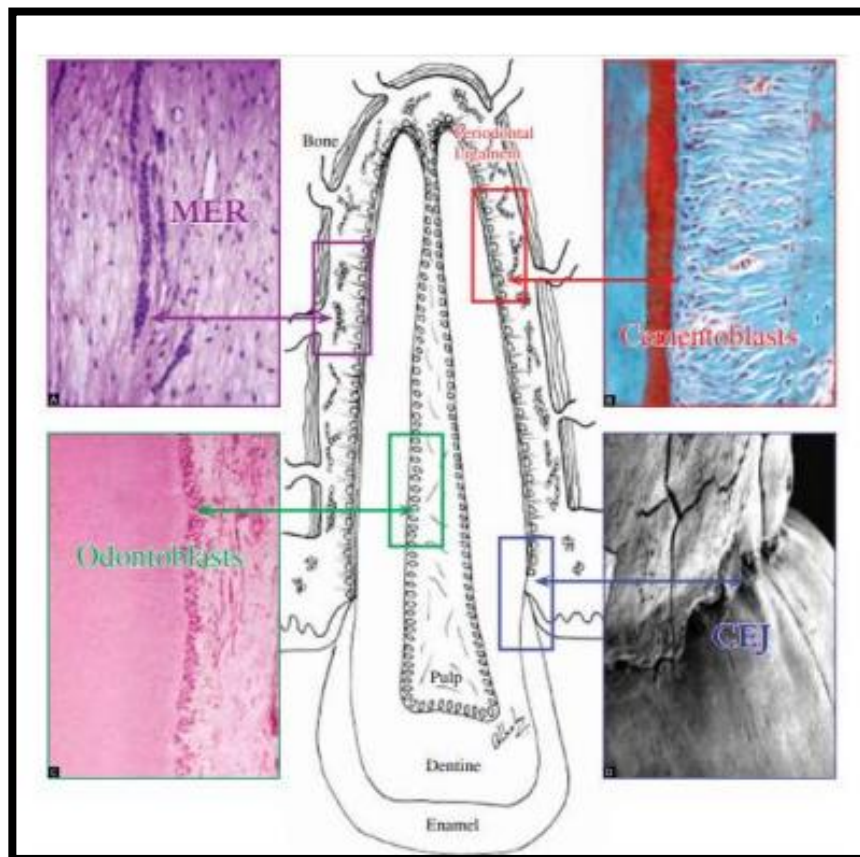 Bone
Periodontal
Ligament
MER
A
Cementoblasts
B
Odontoblasts
C
CEJ
D
Pulp
Dentine
Enamel